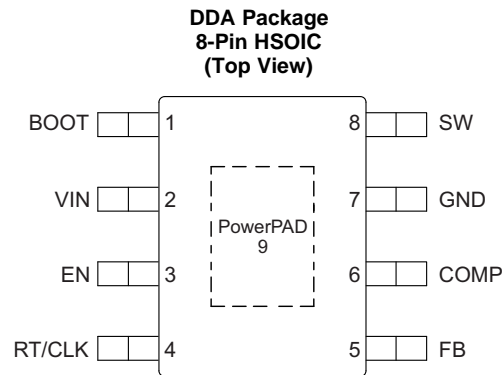 DDA Package
8-Pin HSOIC
(Top View)
BOOT 1 8 SW
VIN 2 7 GND
PowerPAD
9
EN 3 6 COMP
RT/CLK 4 5 FB